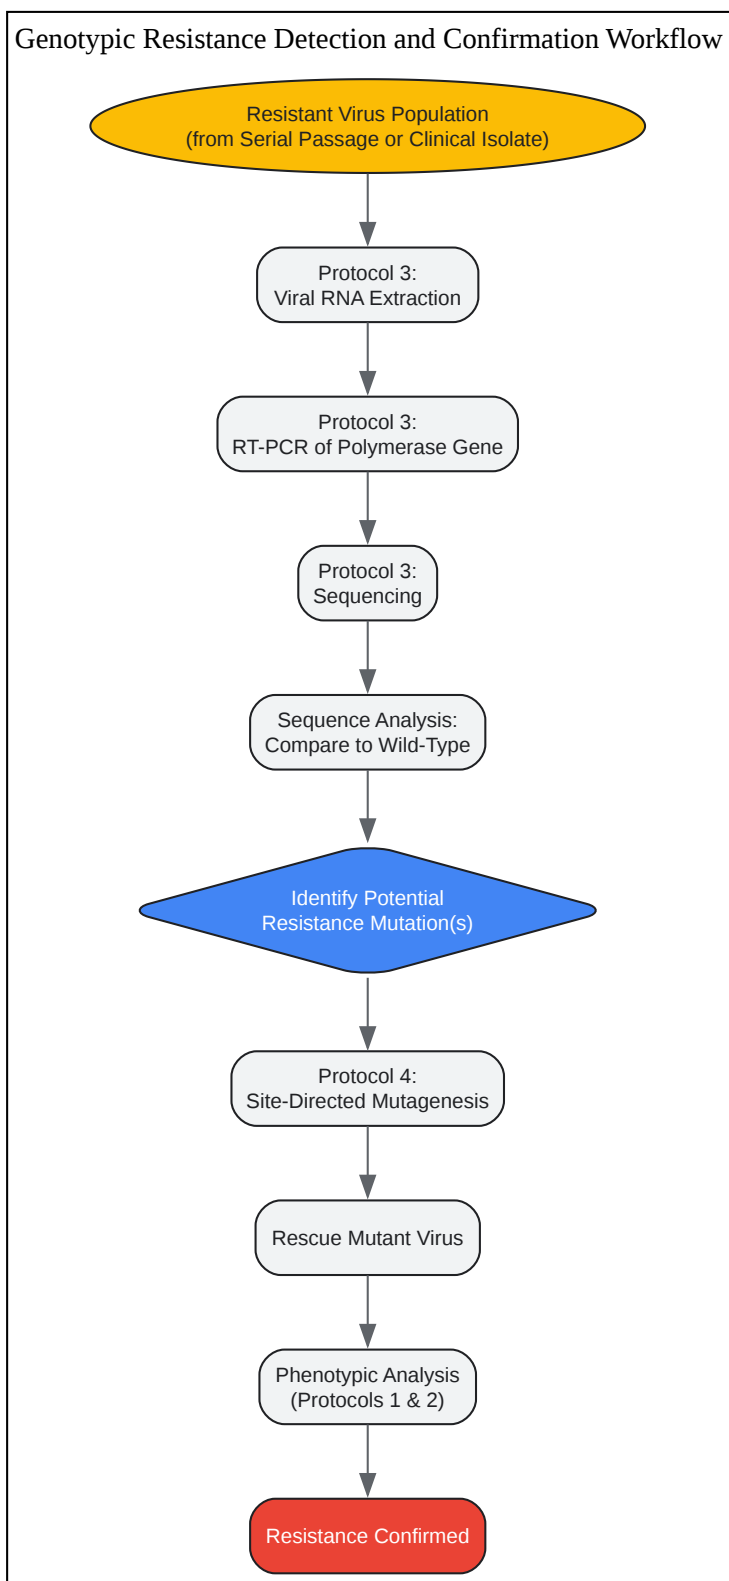 Genotypic Resistance Detection and Confirmation Workflow
Resistant Virus Population
(from Serial Passage or Clinical Isolate)
Protocol 3:
Viral RNA Extraction
Protocol 3:
RT-PCR of Polymerase Gene
Protocol 3:
Sequencing
Sequence Analysis:
Compare to Wild-Type
Identify Potential
Resistance Mutation(s)
Protocol 4:
Site-Directed Mutagenesis
Rescue Mutant Virus
Phenotypic Analysis
(Protocols 1 & 2)
Resistance Confirmed